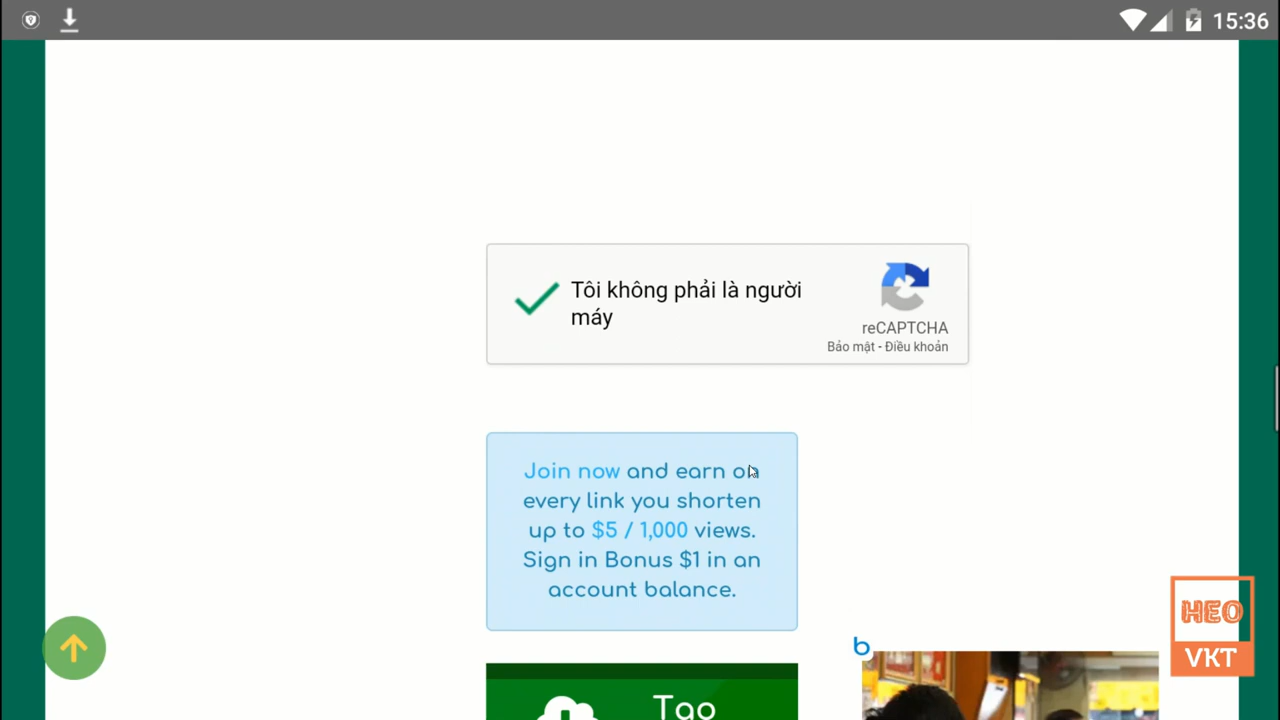 15:36
Tôi không phải là người
máy
reCAPTCHA
Bảo mật - Điều khoản
Join now and earn on
every link you shorten
up to $5 / 1,000 views.
Sign in Bonus $1 in an
account balance.
b
HEO
VKT
Tạo